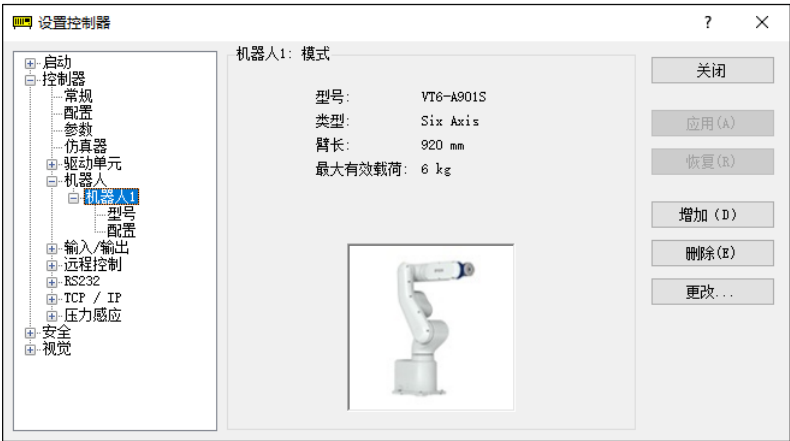 设置控制器
?
启动
控制器
常规
配置
参数
仿真器
驱动单元
机器人
机器人1
型号
配置
输入/输出
远程控制
RS232
TCP / IP
压力感应
安全
视觉
机器人1: 模式
型号: VT6-A901S
类型: Six Axis
臂长: 920 mm
最大有效载荷: 6 kg
关闭
应用(A)
恢复(R)
增加 (D)
删除(E)
更改...